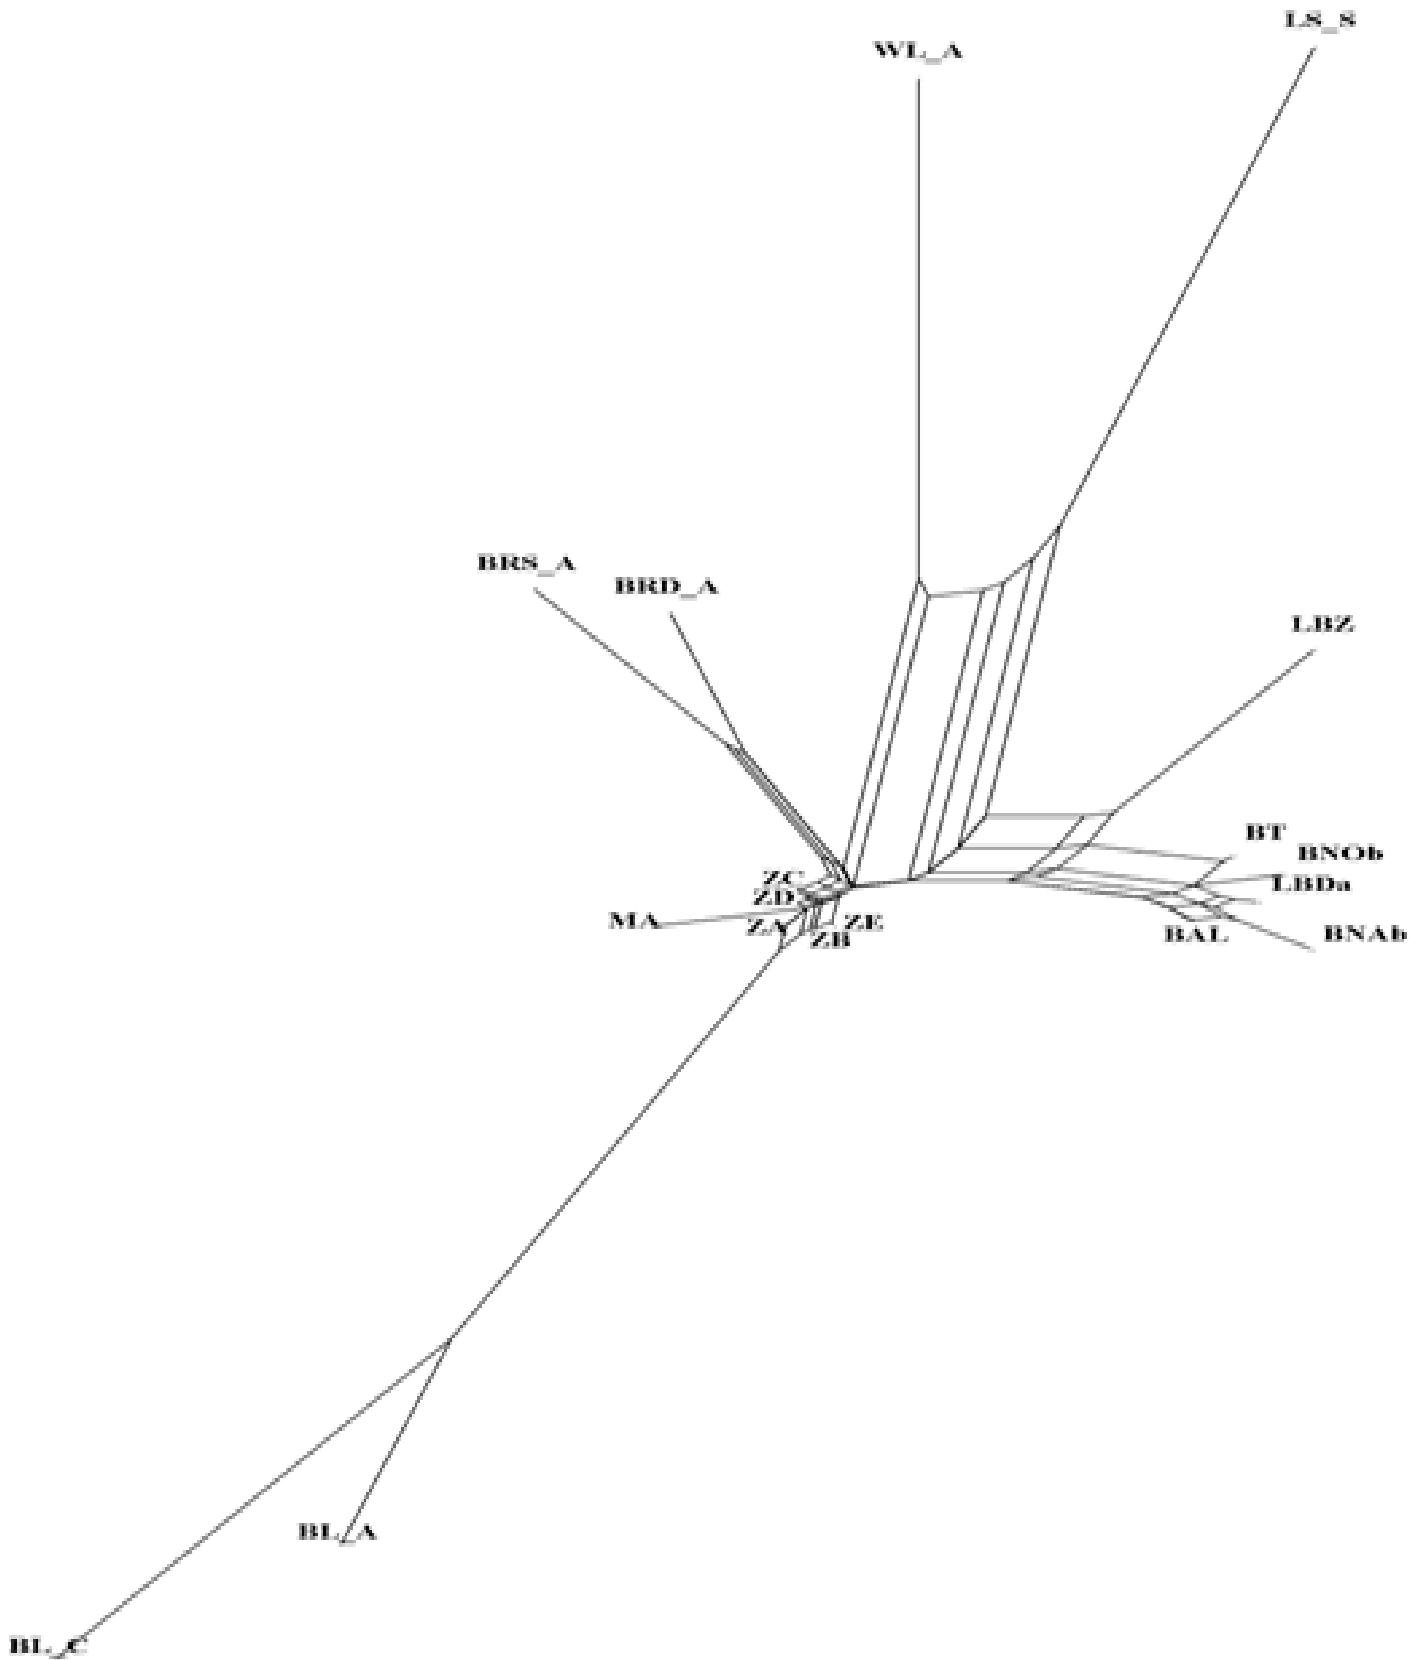 LS_S
WL_A
BRS_A
BRD_A
LBZ
BT
BNOb
ZC
LBDa
ZD
MA
ZA
ZE
ZB
BAL
BNAb
BL_A
BL_C